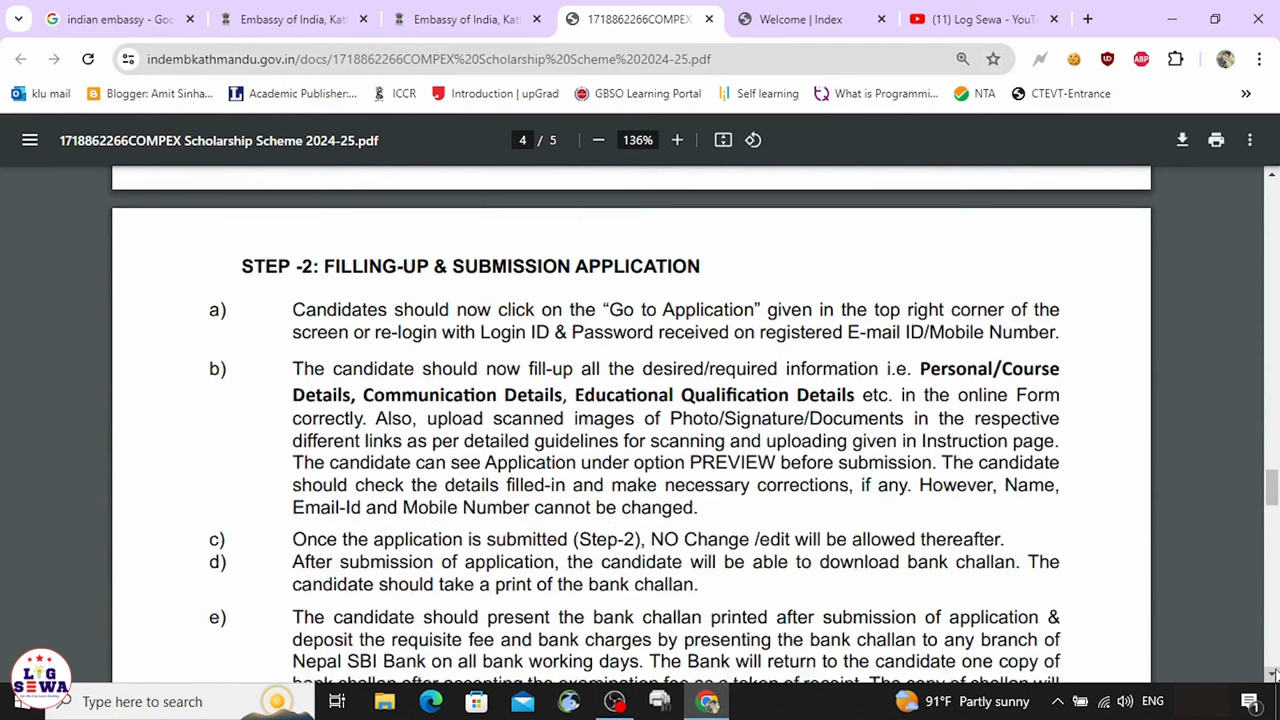 indian embassy - Goo
Embassy of India, Kat
Embassy of India, Kat
1718862266COMPEX
Welcome | Index
(11) Log Sewa - YouT
indembkathmandu.gov.in/docs/1718862266COMPEX%20Scholarship%20Scheme%202024-25.pdf
klu mail
Blogger: Amit Sinha...
Academic Publisher:...
ICCR
Introduction | upGrad
GBSO Learning Portal
Self learning
What is Programmi...
NTA
CTEVT-Entrance
1718862266COMPEX Scholarship Scheme 2024-25.pdf
4 / 5
136%
STEP -2: FILLING-UP & SUBMISSION APPLICATION
a) Candidates should now click on the “Go to Application” given in the top right corner of the
screen or re-login with Login ID & Password received on registered E-mail ID/Mobile Number.
b) The candidate should now fill-up all the desired/required information i.e. Personal/Course
Details, Communication Details, Educational Qualification Details etc. in the online Form
correctly. Also, upload scanned images of Photo/Signature/Documents in the respective
different links as per detailed guidelines for scanning and uploading given in Instruction page.
The candidate can see Application under option PREVIEW before submission. The candidate
should check the details filled-in and make necessary corrections, if any. However, Name,
Email-Id and Mobile Number cannot be changed.
c) Once the application is submitted (Step-2), NO Change /edit will be allowed thereafter.
d) After submission of application, the candidate will be able to download bank challan. The
candidate should take a print of the bank challan.
e) The candidate should present the bank challan printed after submission of application &
deposit the requisite fee and bank charges by presenting the bank challan to any branch of
Nepal SBI Bank on all bank working days. The Bank will return to the candidate one copy of
LOG
SEWA
Type here to search
91°F Partly sunny
ENG
1